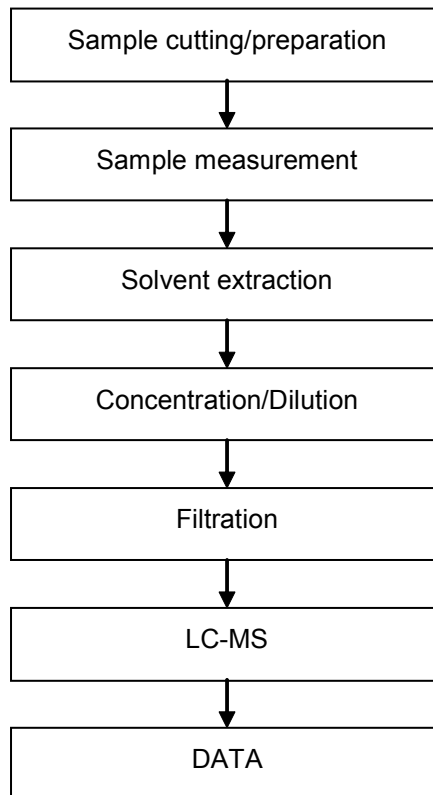 Sample cutting/preparation
Sample measurement
Solvent extraction
Concentration/Dilution
Filtration
LC-MS
DATA